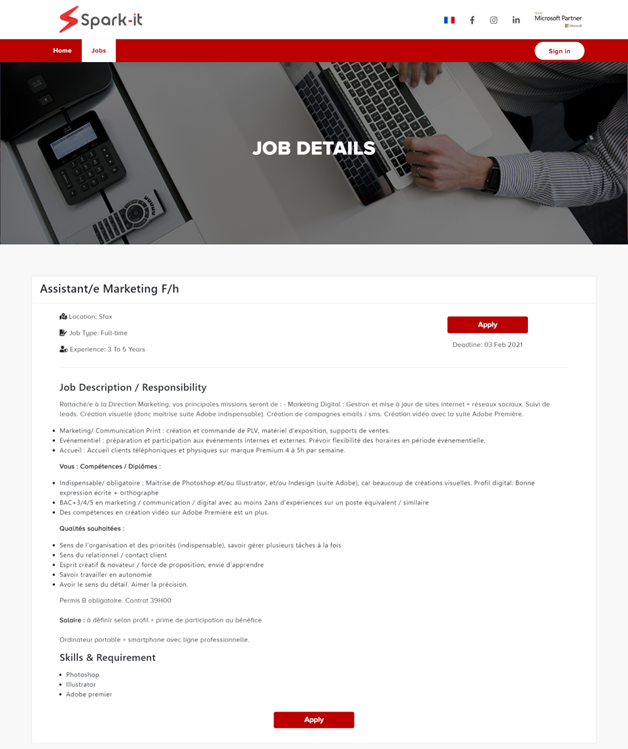 Spark-it
Microsoft Partner
Microsoft
Home Jobs Sign in
JOB DETAILS
Assistant/e Marketing F/h
Location: Sfax
Job Type: Full-time
Experience: 3 To 5 Years
Apply
Deadline: 03 Feb 2021
Job Description / Responsibility
Rattaché/e à la Direction Marketing, vos principales missions seront de : - Marketing Digital : Gestion et mise à jour de sites internet + réseaux sociaux. Suivi de
leads. Création visuelle (donc maitrise suite Adobe indispensable). Création de campagnes emails / sms. Création vidéo avec la suite Adobe Première.
Marketing/ Communication Print : création et commande de PLV, matériel d'exposition, supports de ventes.
Evénementiel : préparation et participation aux événements internes et externes. Prévoir flexibilité des horaires en période événementielle.
Accueil : Accueil clients téléphoniques et physiques sur marque Premium 4 à 5h par semaine.
Vous : Compétences / Diplômes :
Indispensable/ obligatoire : Maitrise de Photoshop et/ou Illustrator, et/ou Indesign (suite Adobe), car beaucoup de créations visuelles. Profil digital. Bonne
expression écrite + orthographe
BAC+3/4/5 en marketing / communication / digital avec au moins 2ans d'expériences sur un poste équivalent / similaire
Des compétences en création vidéo sur Adobe Première est un plus.
Qualités souhaitées :
Sens de l'organisation et des priorités (indispensable), savoir gérer plusieurs tâches à la fois
Sens du relationnel / contact client
Esprit créatif & novateur / force de proposition, envie d'apprendre
Savoir travailler en autonomie
Avoir le sens du détail. Aimer la précision.
Permis B obligatoire. Contrat 39H00
Salaire : à définir selon profil + prime de participation au bénéfice
Ordinateur portable + smartphone avec ligne professionnelle.
Skills & Requirement
Photoshop
Illustrator
Adobe premier
Apply